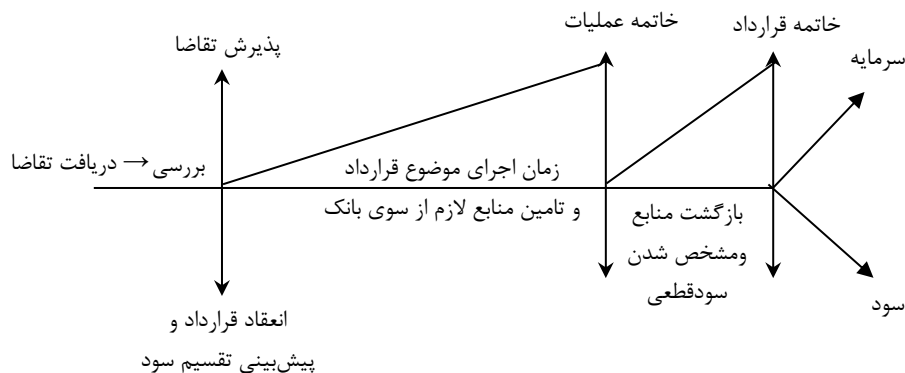 خاتمه قرارداد
خاتمه عملیات
پذیرش تقاضا
سرمایه
دریافت تقاضا → بررسی
زمان اجرای موضوع قرارداد
و تامین منابع لازم از سوی بانک
بازگشت منابع
ومشخص شدن
سودقطعی
سود
انعقاد قرارداد و
پیش‌بینی تقسیم سود